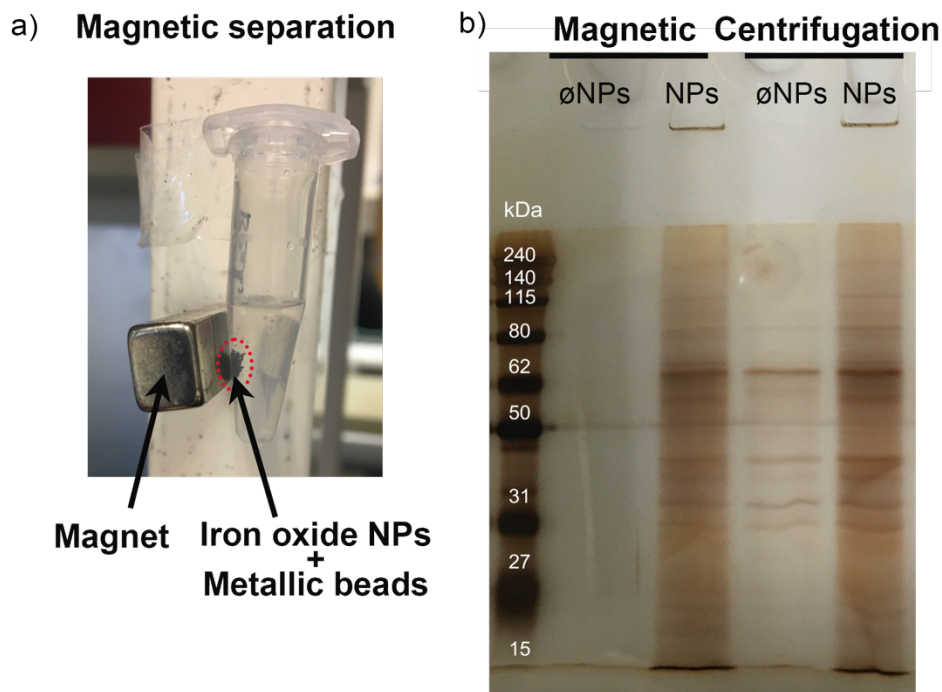 a) Magnetic separation
Magnet
Iron oxide NPs
+
Metallic beads
b) Magnetic Centrifugation
øNPs NPs øNPs NPs
kDa
240
140
115
80
62
50
31
27
15